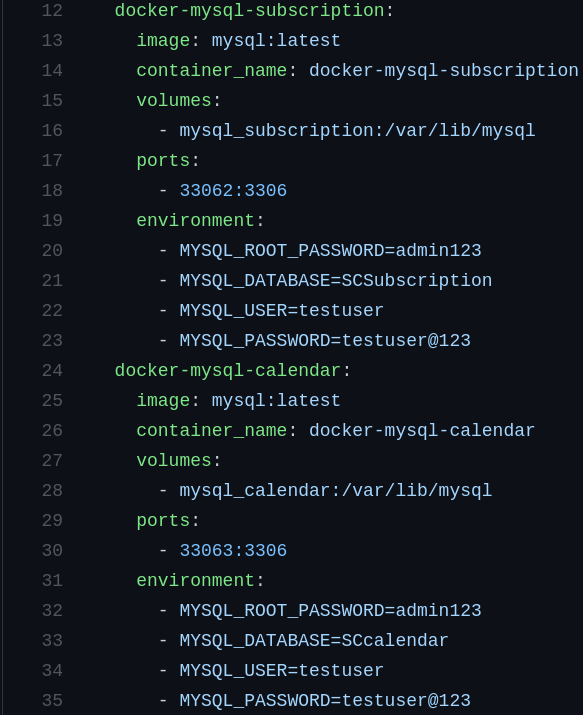 12 docker-mysql-subscription:
13 image: mysql:latest
14 container_name: docker-mysql-subscription
15 volumes:
16 - mysql_subscription:/var/lib/mysql
17 ports:
18 - 33062:3306
19 environment:
20 - MYSQL_ROOT_PASSWORD=admin123
21 - MYSQL_DATABASE=SCSubscription
22 - MYSQL_USER=testuser
23 - MYSQL_PASSWORD=testuser@123
24 docker-mysql-calendar:
25 image: mysql:latest
26 container_name: docker-mysql-calendar
27 volumes:
28 - mysql_calendar:/var/lib/mysql
29 ports:
30 - 33063:3306
31 environment:
32 - MYSQL_ROOT_PASSWORD=admin123
33 - MYSQL_DATABASE=SCcalendar
34 - MYSQL_USER=testuser
35 - MYSQL_PASSWORD=testuser@123